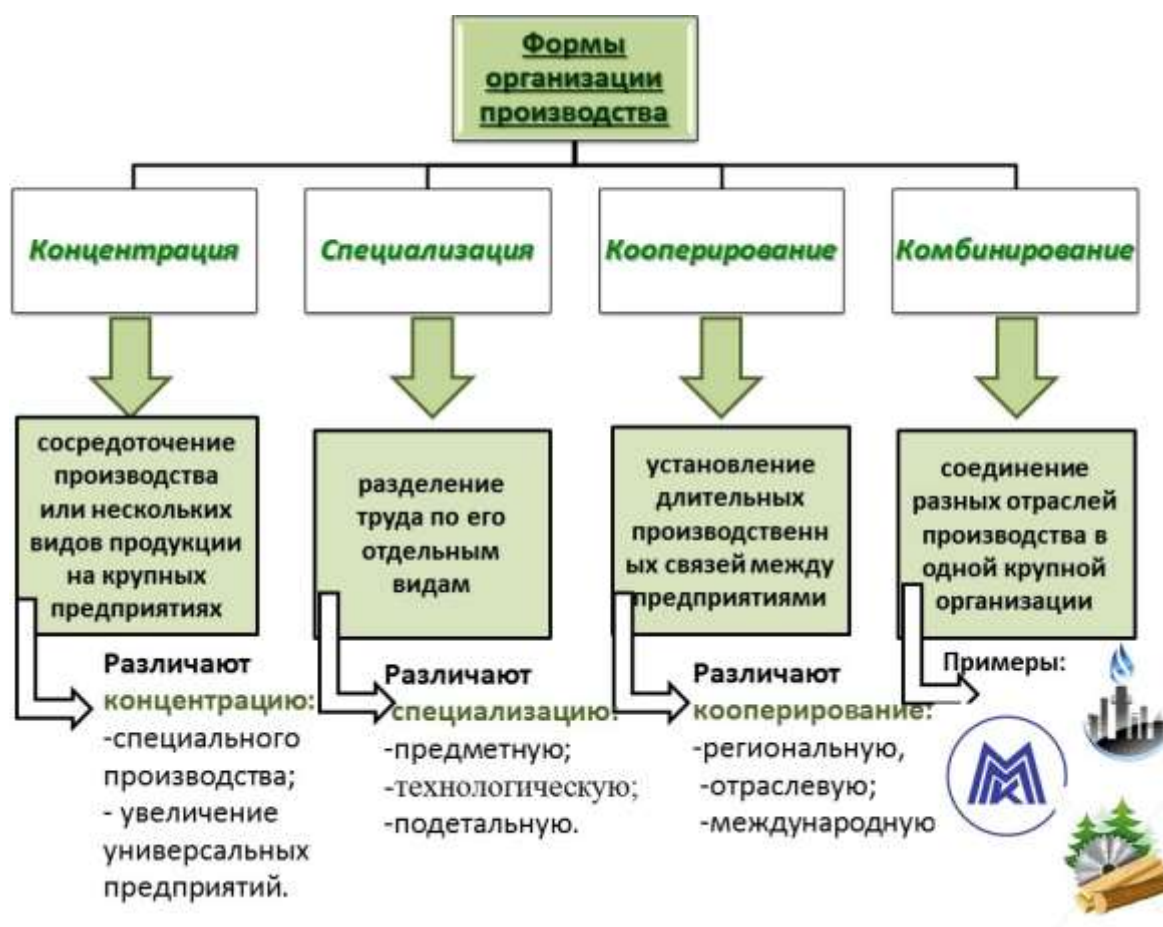 Формы
организации
производства
Концентрация
Специализация
Кооперирование
Комбинирование
сосредоточение
производства
или нескольких
видов продукции
на крупных
предприятиях
разделение
труда по его
отдельным
видам
установление
длительных
производственн
ых связей между
предприятиями
соединение
разных отраслей
производства в
одной крупной
организации
Различают
концентрацию:
-специального
производства;
- увеличение
универсальных
предприятий.
Различают
специализацию:
-предметную;
-технологическую;
-подетальную.
Различают
кооперирование:
-региональную,
-отраслевую;
-международную
Примеры:
ММК